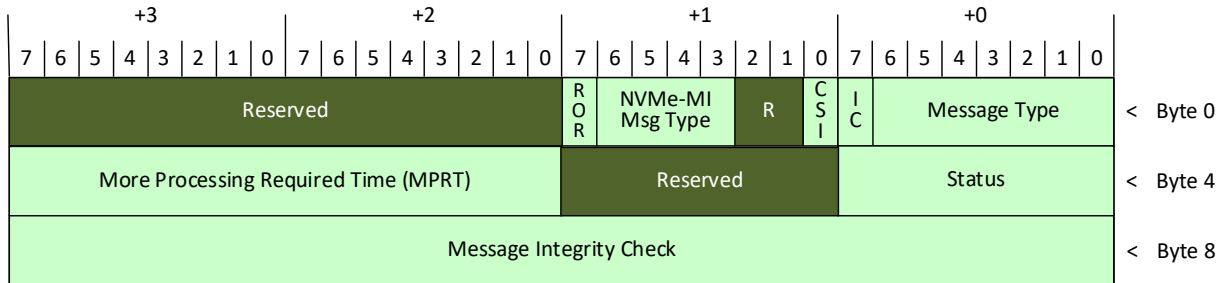 +3 +2 +1 +0
7 6 5 4 3 2 1 0 7 6 5 4 3 2 1 0 7 6 5 4 3 2 1 0 7 6 5 4 3 2 1 0
Reserved ROR NVMe-MI Msg Type R CSI IC Message Type < Byte 0
More Processing Required Time (MPRT) Reserved Status < Byte 4
Message Integrity Check < Byte 8